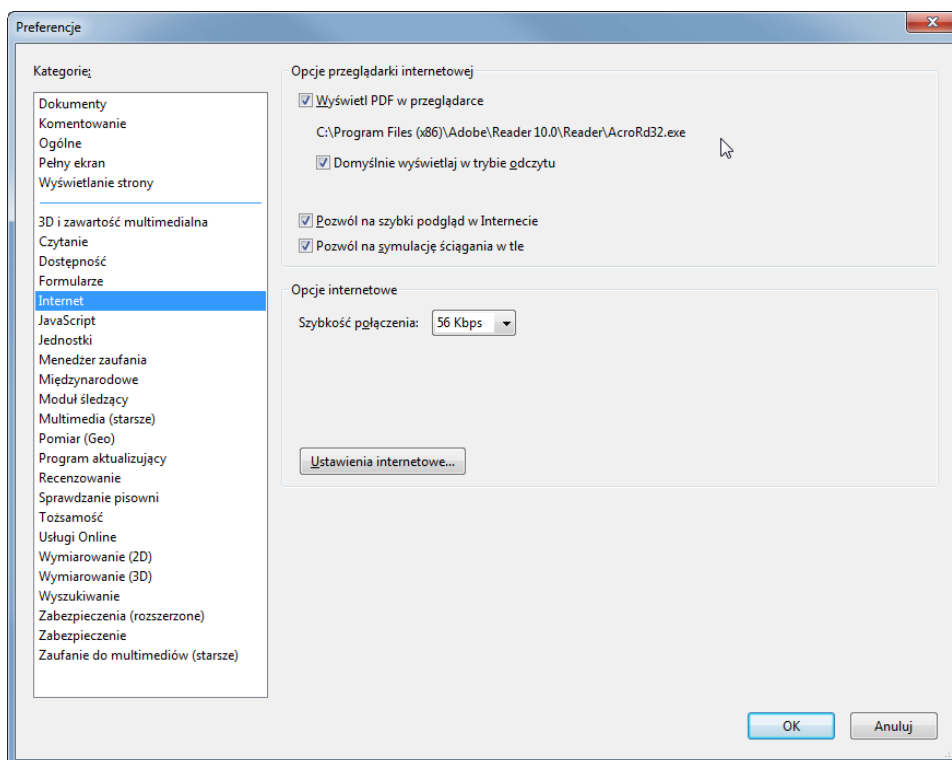 Preferencje
Kategorie:
Dokumenty
Komentowanie
Ogólne
Pełny ekran
Wyświetlanie strony
3D i zawartość multimedialna
Czytanie
Dostępność
Formularze
Internet
JavaScript
Jednostki
Menedżer zaufania
Międzynarodowe
Moduł śledzący
Multimedia (starsze)
Pomiar (Geo)
Program aktualizujący
Recenzowanie
Sprawdzanie pisowni
Tożsamość
Usługi Online
Wymiarowanie (2D)
Wymiarowanie (3D)
Wyszukiwanie
Zabezpieczenia (rozszerzone)
Zabezpieczenie
Zaufanie do multimediów (starsze)
Opcje przeglądarki internetowej
Wyświetl PDF w przeglądarce
C:\Program Files (x86)\Adobe\Reader 10.0\Reader\AcroRd32.exe
Domyślnie wyświetlaj w trybie odczytu
Pozwól na szybki podgląd w Internecie
Pozwól na symulację ściągania w tle
Opcje internetowe
Szybkość połączenia: 56 Kbps
Ustawienia internetowe...
OK Anuluj